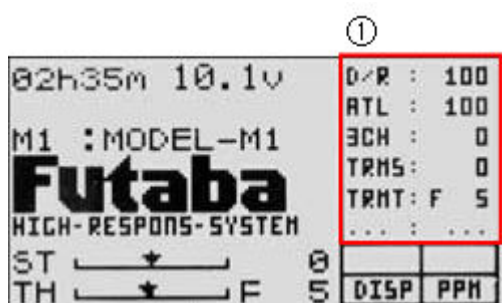 ①
02h35m 10.1v
M1 :MODEL-M1
Futaba
HIGH-RESPONS-SYSTEM
ST 0
TH F 5
D/R : 100
ATL : 100
3CH : 0
TRMS: 0
TRMT: F 5
... : ...
DISP PPM